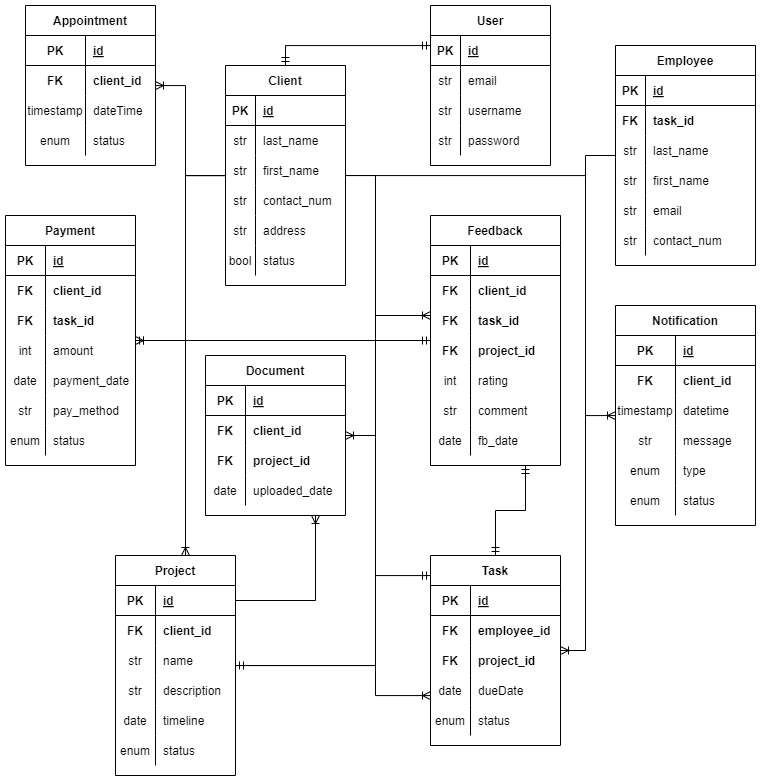 Appointment
PK id
FK client_id
timestamp dateTime
enum status
User
PK id
str email
str username
str password
Client
PK id
str last_name
str first_name
str contact_num
str address
bool status
Employee
PK id
FK task_id
str last_name
str first_name
str email
str contact_num
Payment
PK id
FK client_id
FK task_id
int amount
date payment_date
str pay_method
enum status
Feedback
PK id
FK client_id
FK task_id
FK project_id
int rating
str comment
date fb_date
Notification
PK id
FK client_id
timestamp datetime
str message
enum type
enum status
Document
PK id
FK client_id
FK project_id
date uploaded_date
Project
PK id
FK client_id
str name
str description
date timeline
enum status
Task
PK id
FK employee_id
FK project_id
date dueDate
enum status